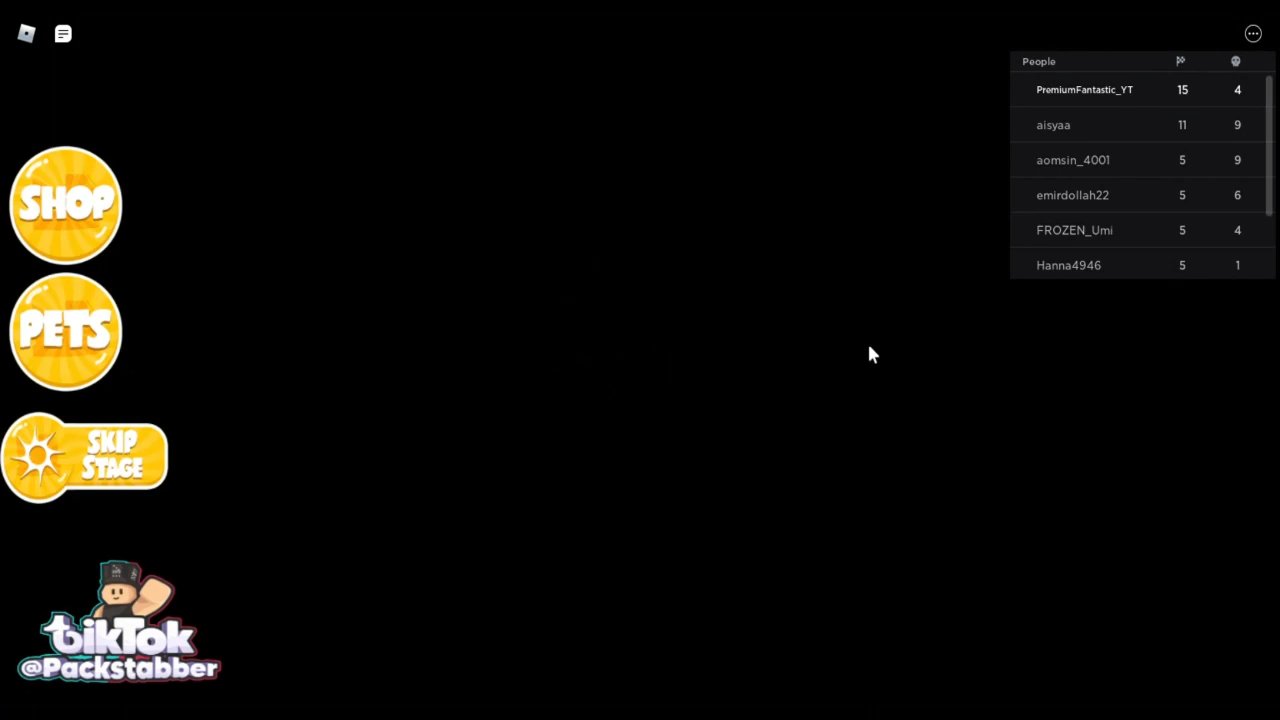 People
PremiumFantastic_YT 15 4
aisyaa 11 9
aomsin_4001 5 9
emirdollah22 5 6
FROZEN_Umi 5 4
Hanna4946 5 1
SHOP
PETS
SKIP
STAGE
TikTok
@Packstabber